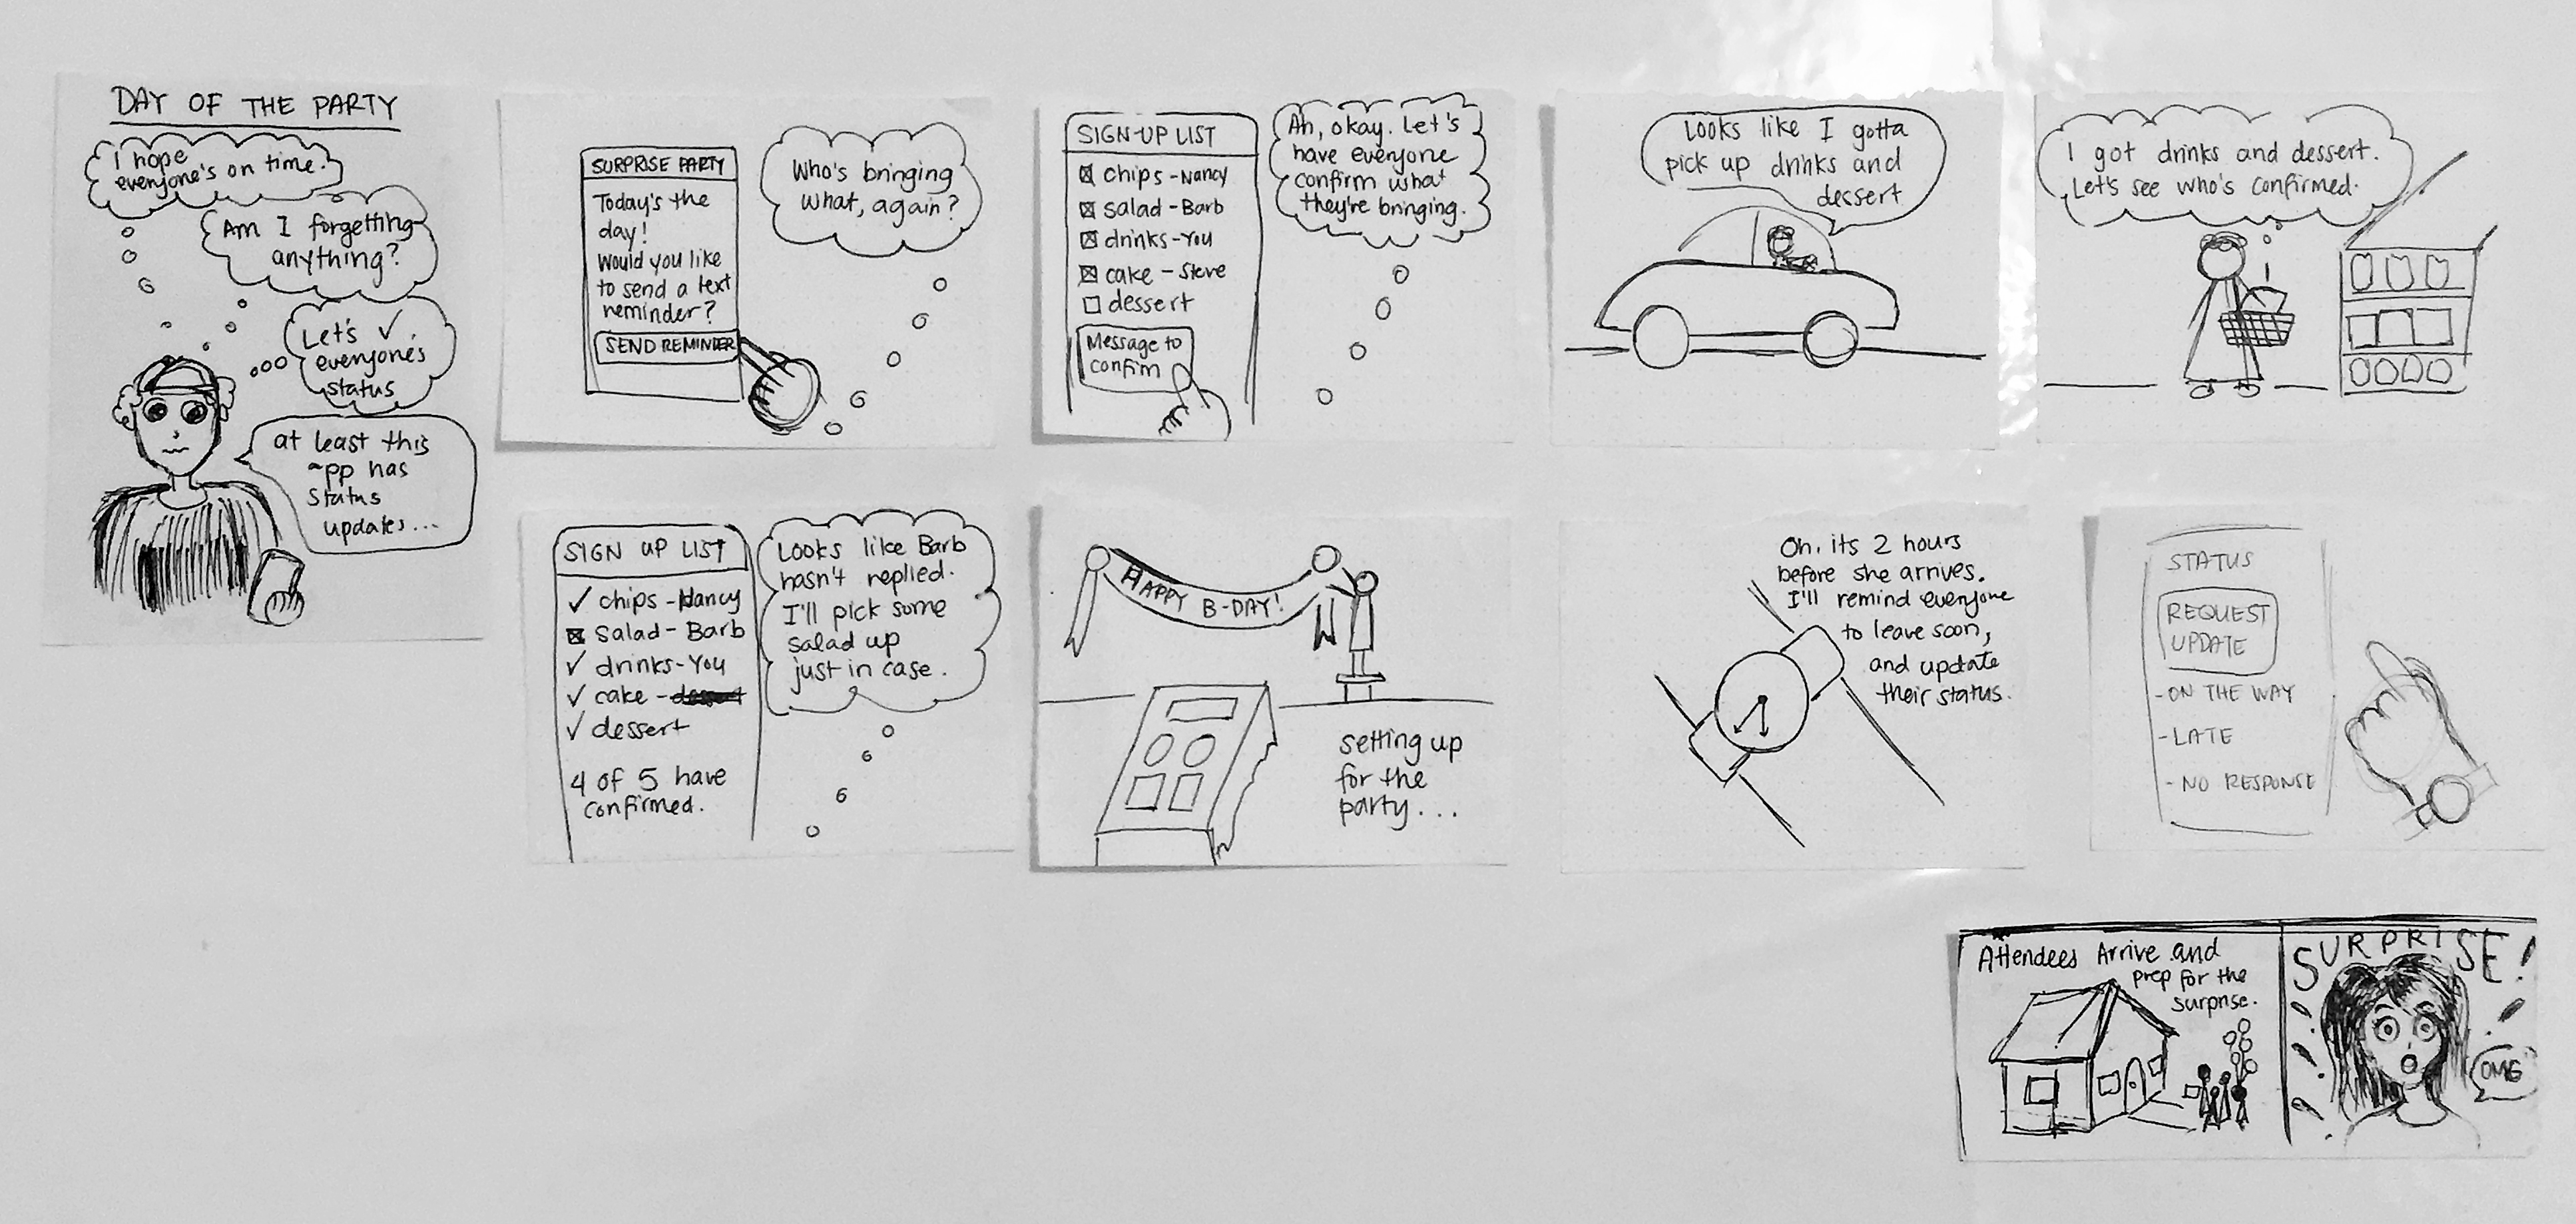 DAY OF THE PARTY
I hope
everyone's on time.
Am I forgetting
anything?
Let's ✓
everyone's
status
at least this
~pp has
status
updates...
SURPRISE PARTY
Today's the
day!
Would you like
to send a text
reminder?
SEND REMINDER
Who's bringing
what, again?
SIGN-UP LIST
☒ chips - Nancy
☒ salad - Barb
☒ drinks - You
☒ cake - Steve
☐ dessert
Message to
confirm
Ah, okay. Let's
have everyone
confirm what
they're bringing.
Looks like I gotta
pick up drinks and
dessert
I got drinks and dessert.
Let's see who's confirmed.
SIGN UP LIST
✓ chips - Nancy
☒ salad - Barb
✓ drinks - You
✓ cake -
✓ dessert
4 of 5 have
confirmed.
Looks like Barb
hasn't replied.
I'll pick some
salad up
just in case.
HAPPY B-DAY!
setting up
for the
party...
Oh, its 2 hours
before she arrives.
I'll remind everyone
to leave soon,
and update
their status.
STATUS
REQUEST
UPDATE
- ON THE WAY
- LATE
- NO RESPONSE
Attendees Arrive and
prep for the
surprise.
SURPRISE!
OMG